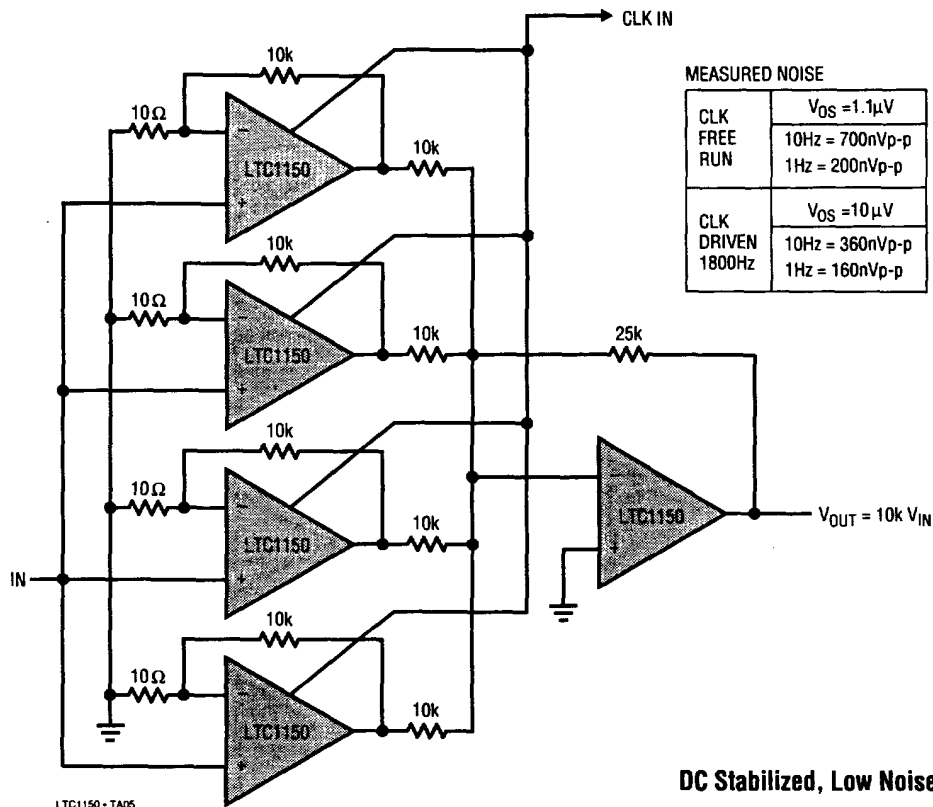 CLK IN
10k
10Ω
−
LTC1150
+
10k
MEASURED NOISE
CLK FREE RUN
VOS =1.1µV
10Hz = 700nVp-p
1Hz = 200nVp-p
CLK DRIVEN 1800Hz
VOS =10µV
10Hz = 360nVp-p
1Hz = 160nVp-p
10k
10Ω
−
LTC1150
+
10k
25k
10k
10Ω
−
LTC1150
+
10k
−
LTC1150
+
VOUT = 10k VIN
IN
10k
10Ω
−
LTC1150
+
10k
LTC1150 • TA05
DC Stabilized, Low Noise